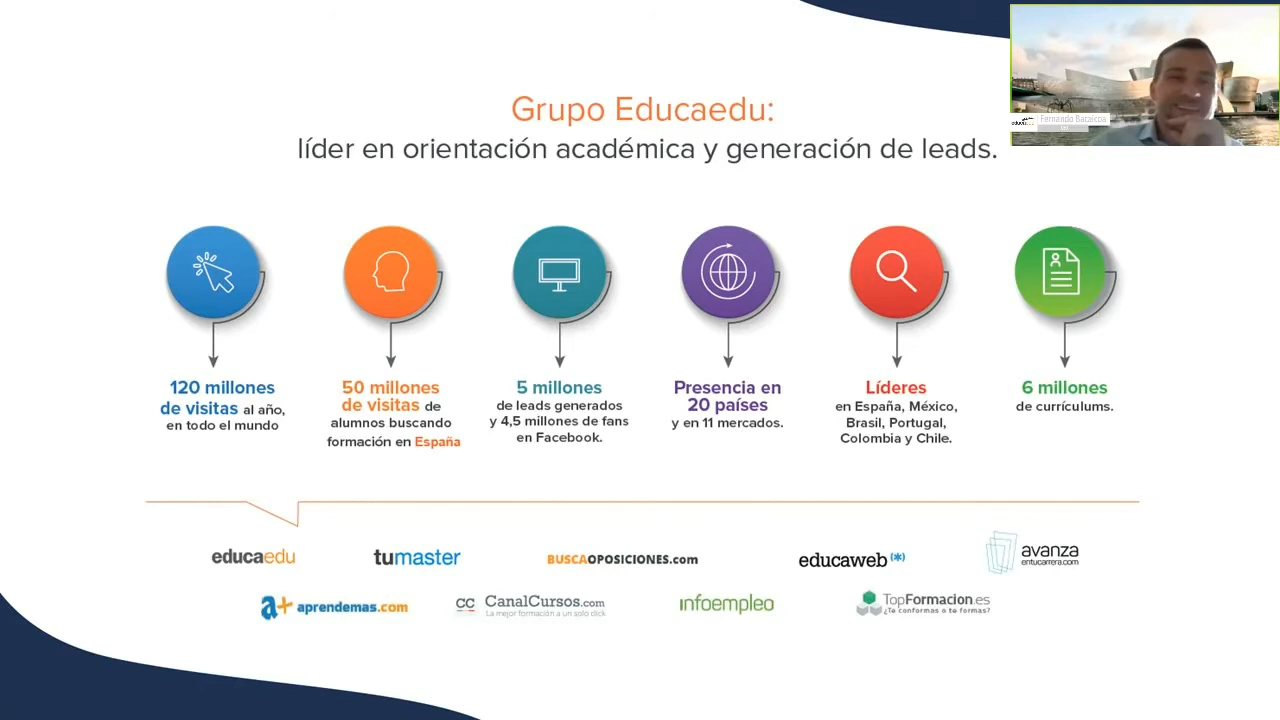 Grupo Educaedu:
líder en orientación académica y generación de leads.
Fernando Bacaicoa
120 millones
de visitas al año,
en todo el mundo
50 millones
de visitas de
alumnos buscando
formación en España
5 millones
de leads generados
y 4,5 millones de fans
en Facebook.
Presencia en
20 países
y en 11 mercados.
Líderes
en España, México,
Brasil, Portugal,
Colombia y Chile.
6 millones
de currículums.
educaedu
tumaster
BUSCAOPOSICIONES.com
educaweb(*)
avanza
entucarrera.com
a+ aprendemas.com
CC CanalCursos.com
La mejor formación a un solo click
infoempleo
TopFormacion.es
¿Te conformas o te formas?